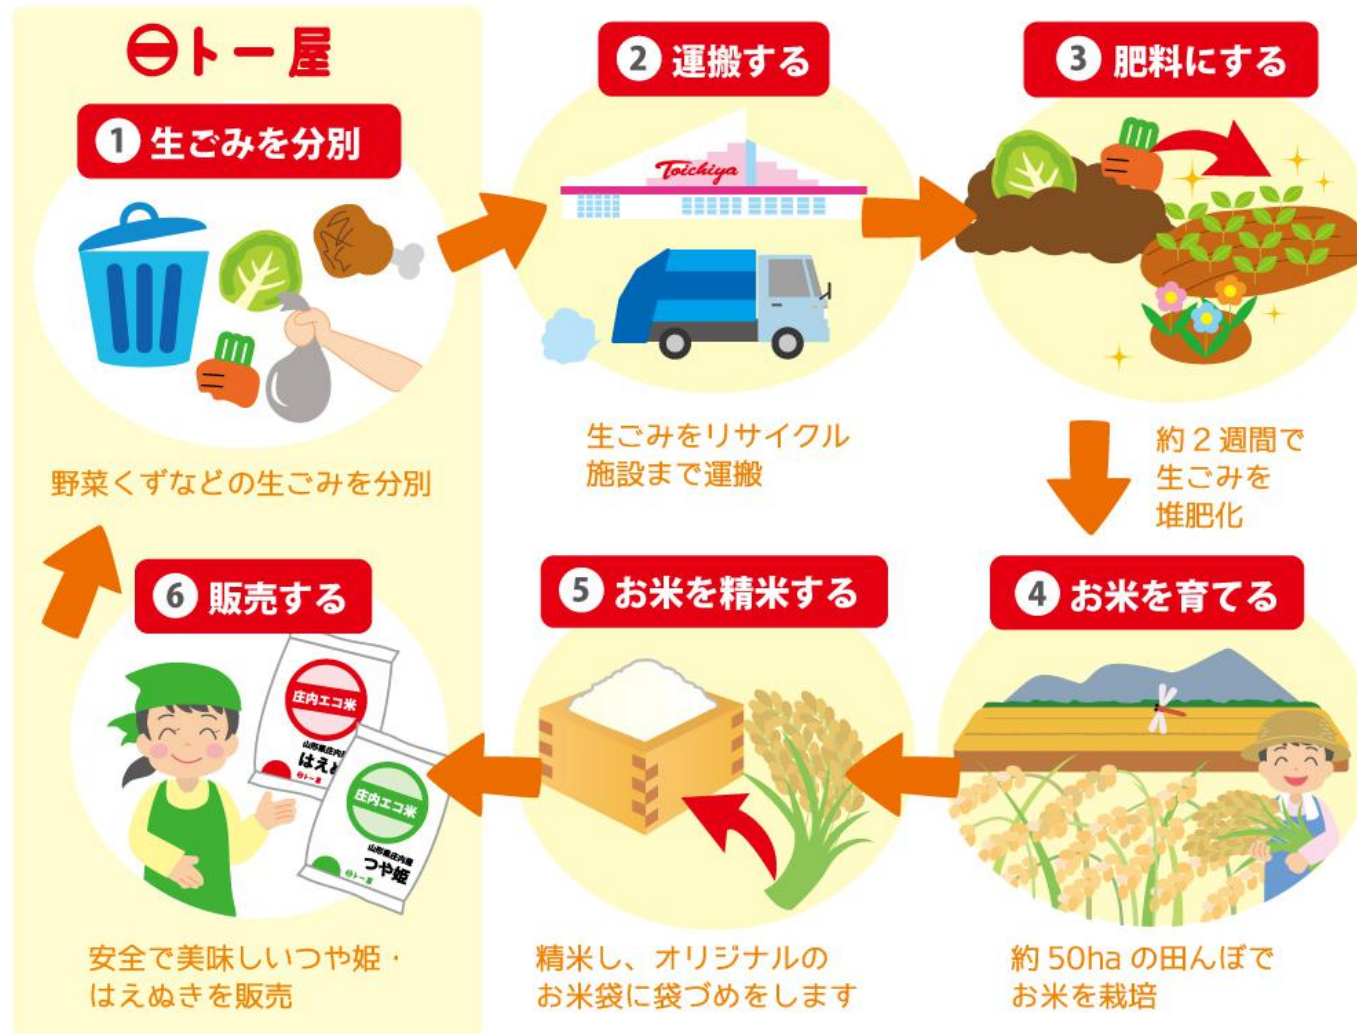 ト一屋
1 生ごみを分別
野菜くずなどの生ごみを分別
2 運搬する
Toichiya
生ごみをリサイクル
施設まで運搬
3 肥料にする
約2週間で
生ごみを
堆肥化
4 お米を育てる
約50haの田んぼで
お米を栽培
5 お米を精米する
精米し、オリジナルの
お米袋に袋づめをします
6 販売する
庄内エコ米
山形県庄内
はえ
ト一屋
庄内エコ米
山形県庄内産
つや姫
ト一屋
安全で美味しいつや姫・
はえぬきを販売